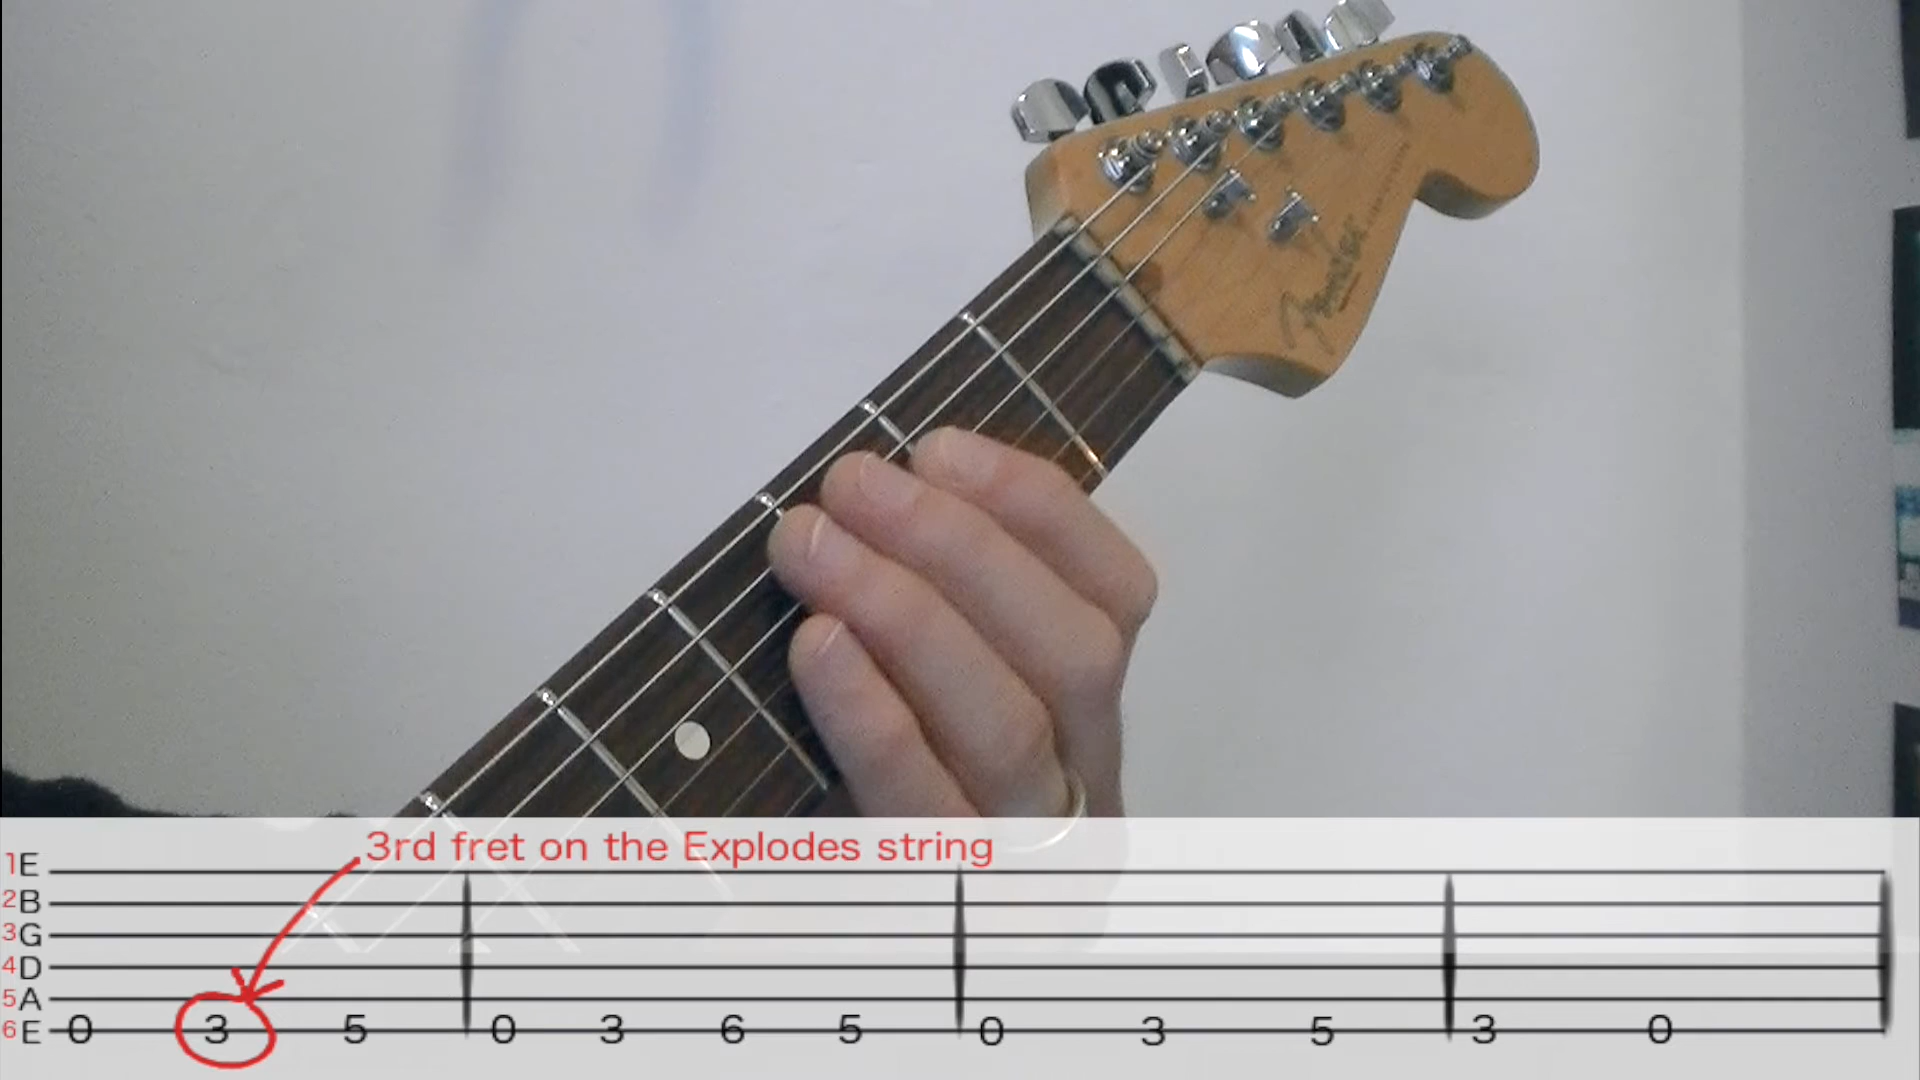 Fender
3rd fret on the Explodes string
1E
2B
3G
4D
5A
6E 0 3 5 0 3 6 5 0 3 5 3 0